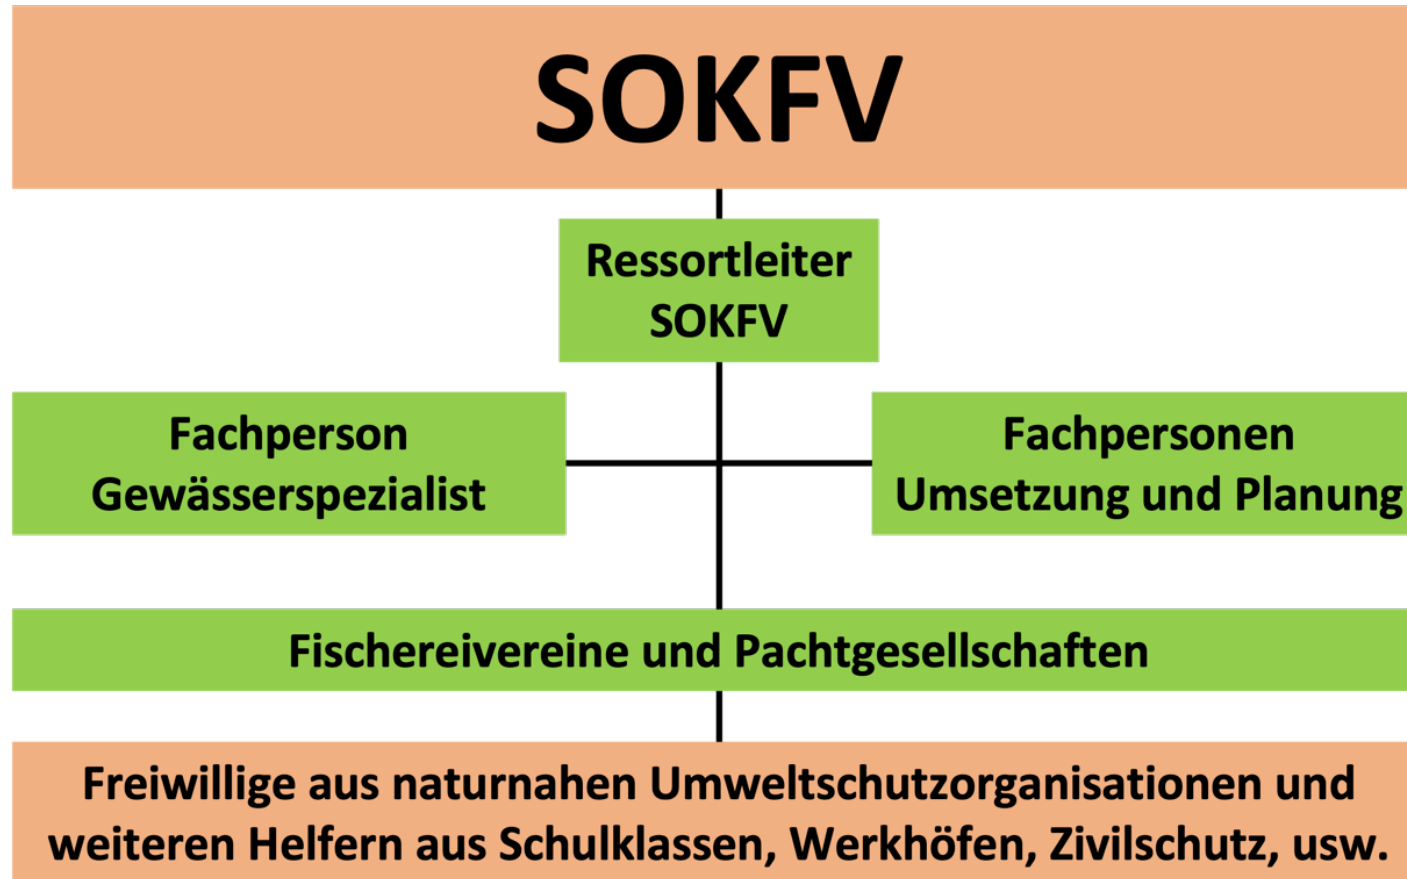 SOKFV
Ressortleiter
SOKFV
Fachperson
Gewässerspezialist
Fachpersonen
Umsetzung und Planung
Fischereivereine und Pachtgesellschaften
Freiwillige aus naturnahen Umweltschutzorganisationen und
weiteren Helfern aus Schulklassen, Werkhöfen, Zivilschutz, usw.